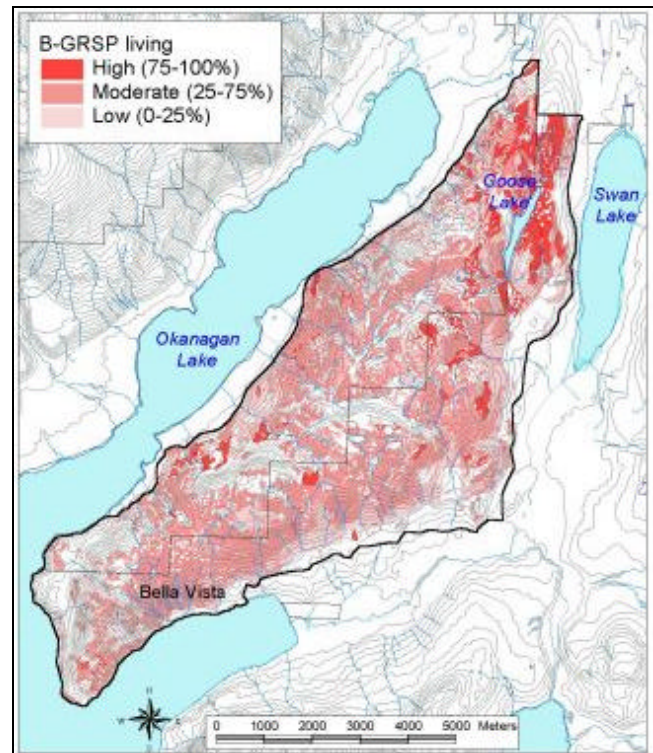 B-GRSP living
High (75-100%)
Moderate (25-75%)
Low (0-25%)
Goose
Lake
Swan
Lake
Okanagan
Lake
Bella Vista
N
W
E
S
0 1000 2000 3000 4000 5000 Meters